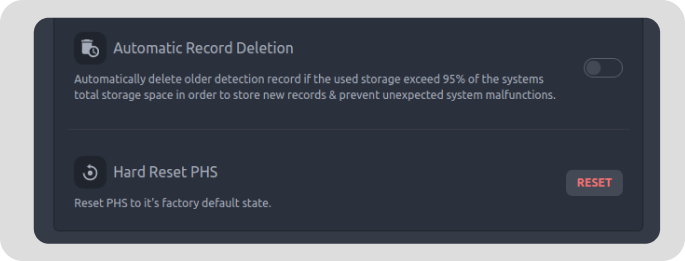 Automatic Record Deletion
Automatically delete older detection record if the used storage exceed 95% of the systems
total storage space in order to store new records & prevent unexpected system malfunctions.
Hard Reset PHS
RESET
Reset PHS to it's factory default state.